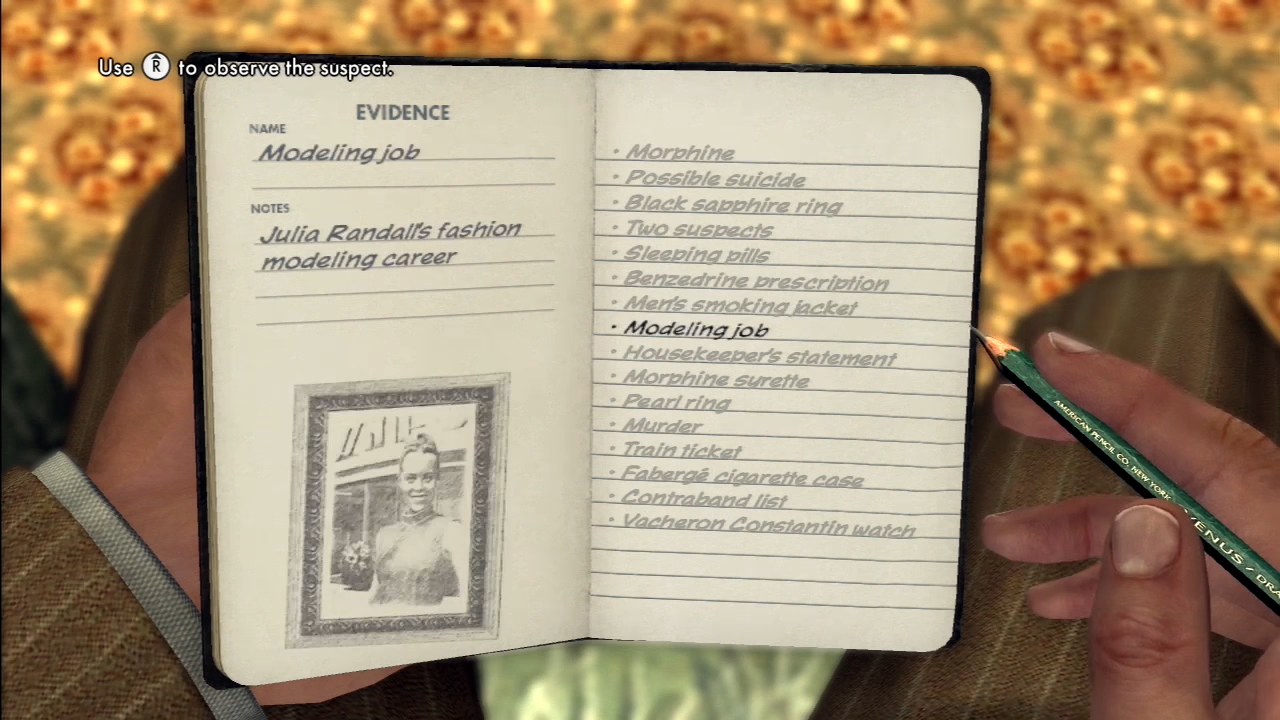 Use R to observe the suspect.
EVIDENCE
NAME
Modeling job
NOTES
Julia Randall's fashion
modeling career
• Morphine
• Possible suicide
• Black sapphire ring
• Two suspects
• Sleeping pills
• Benzedrine prescription
• Men's smoking jacket
• Modeling job
• Housekeeper's statement
• Morphine surette
• Pearl ring
• Murder
• Train ticket
• Fabergé cigarette case
• Contraband list
• Vacheron Constantin watch
AMERICAN PENCIL CO. NEW YORK
VENUS / DRA